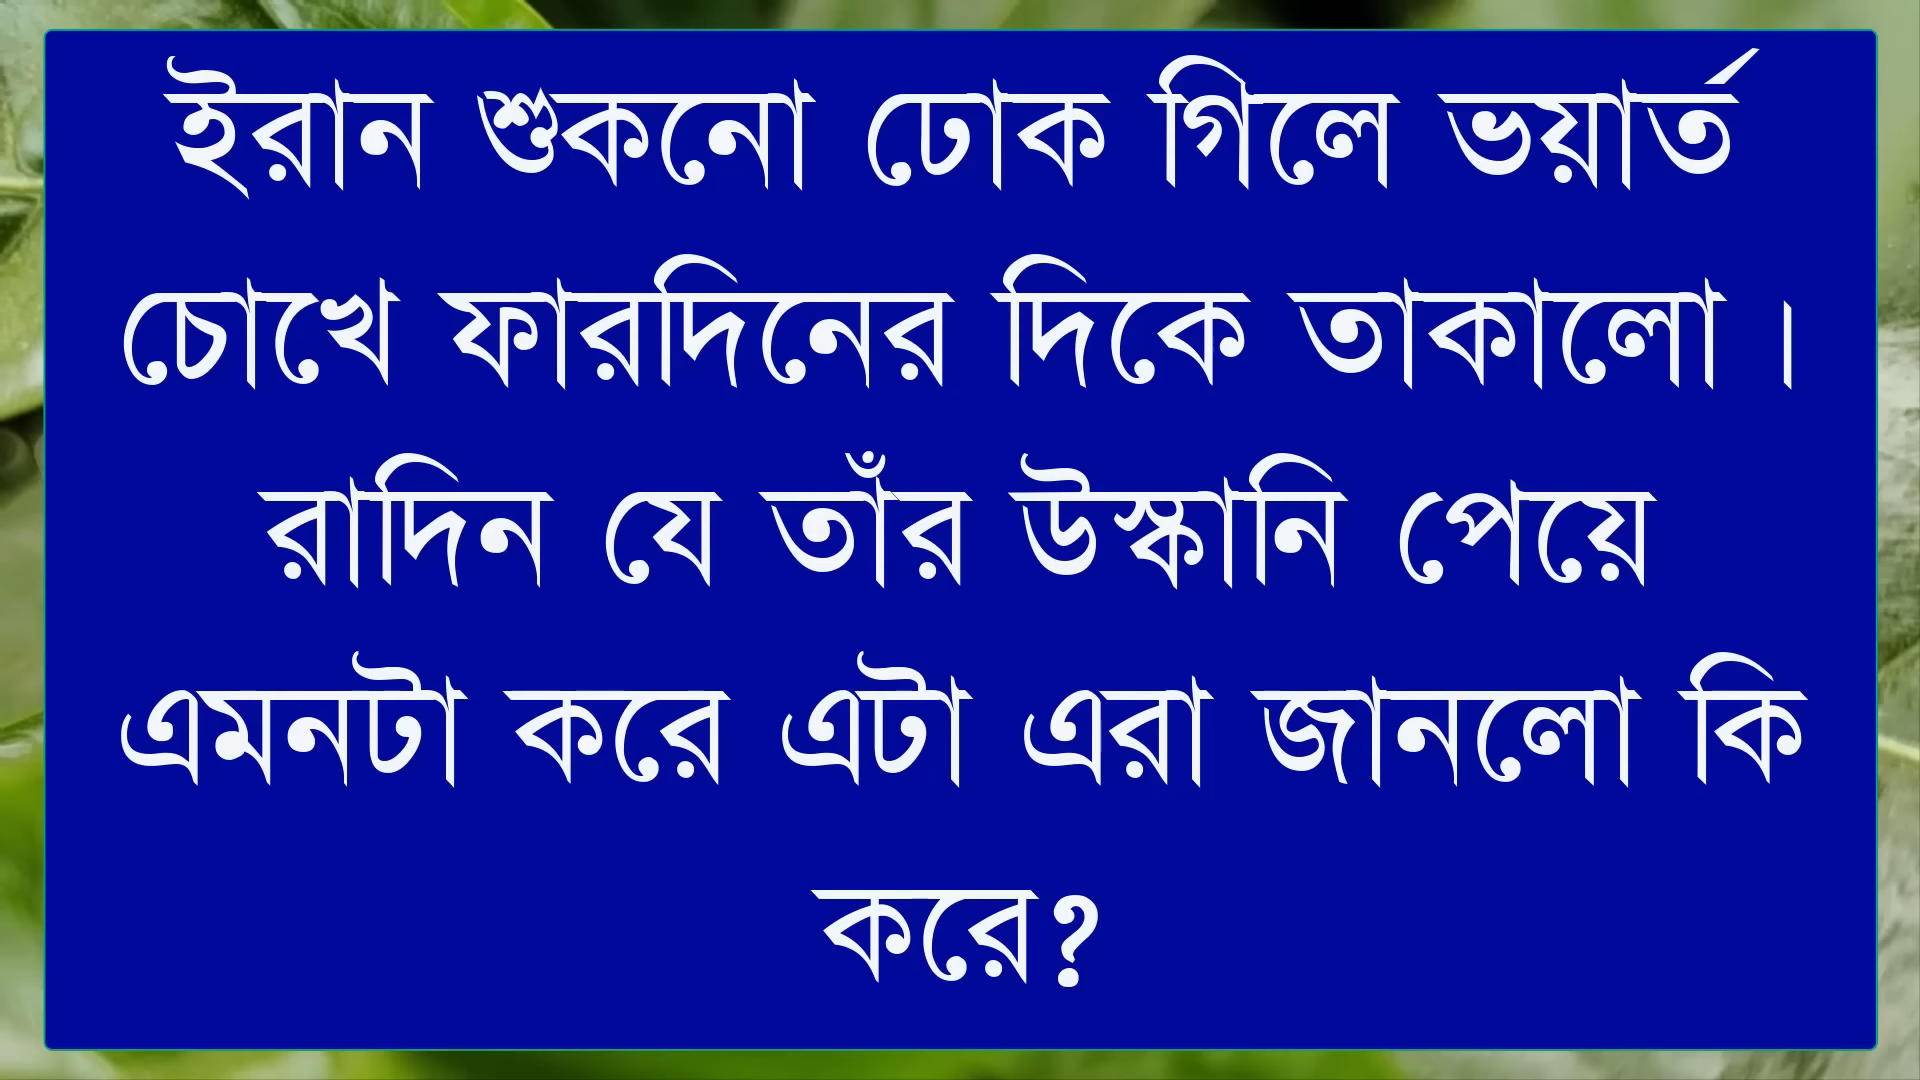 ইরান শুকনো ঢোক গিলে ভয়ার্ত
চোখে ফারদিনের দিকে তাকালো ।
রাদিন যে তাঁর উস্কানি পেয়ে
এমনটা করে এটা এরা জানলো কি
করে?